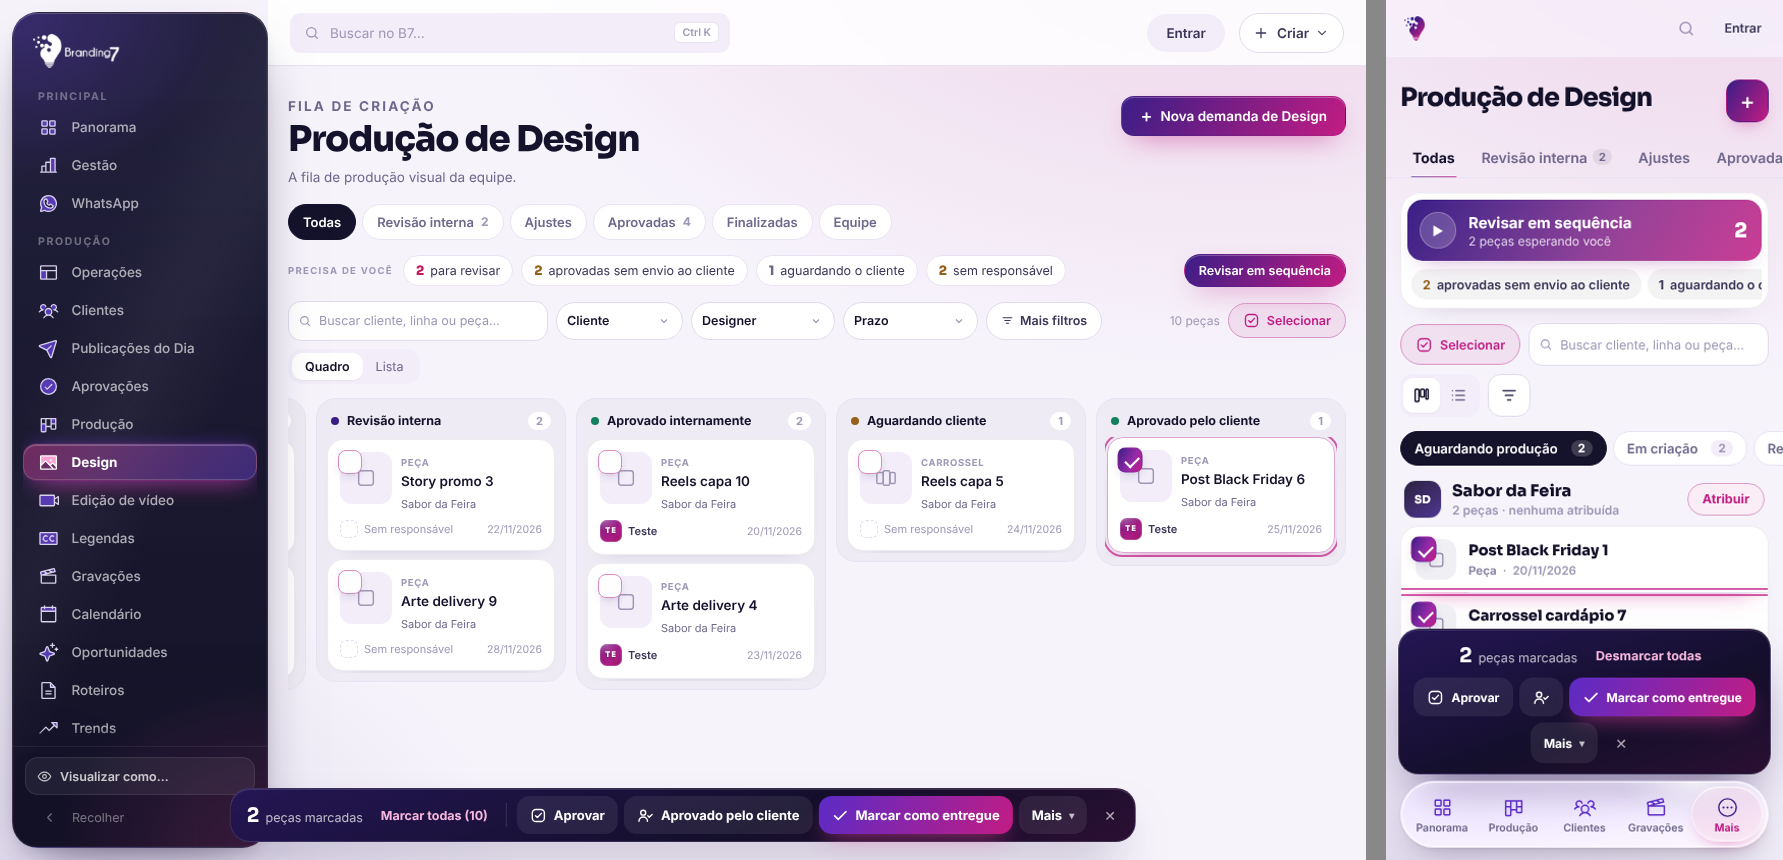 Branding7
PRINCIPAL
Panorama
Gestão
WhatsApp
PRODUÇÃO
Operações
Clientes
Publicações do Dia
Aprovações
Produção
Design
Edição de vídeo
CC Legendas
Gravações
Calendário
Oportunidades
Roteiros
Trends
Visualizar como...
Recolher
Buscar no B7... Ctrl K
Entrar
+ Criar
FILA DE CRIAÇÃO
Produção de Design
A fila de produção visual da equipe.
+ Nova demanda de Design
Todas Revisão interna 2 Ajustes Aprovadas 4 Finalizadas Equipe
PRECISA DE VOCÊ 2 para revisar 2 aprovadas sem envio ao cliente 1 aguardando o cliente 2 sem responsável Revisar em sequência
Buscar cliente, linha ou peça... Cliente Designer Prazo Mais filtros 10 peças Selecionar
Quadro Lista
Revisão interna 2
PEÇA
Story promo 3
Sabor da Feira
Sem responsável 22/11/2026
PEÇA
Arte delivery 9
Sabor da Feira
Sem responsável 28/11/2026
Aprovado internamente 2
PEÇA
Reels capa 10
Sabor da Feira
TE Teste 20/11/2026
PEÇA
Arte delivery 4
Sabor da Feira
TE Teste 23/11/2026
Aguardando cliente 1
CARROSSEL
Reels capa 5
Sabor da Feira
Sem responsável 24/11/2026
Aprovado pelo cliente 1
PEÇA
Post Black Friday 6
Sabor da Feira
TE Teste 25/11/2026
2 peças marcadas Marcar todas (10) Aprovar Aprovado pelo cliente Marcar como entregue Mais ▾ ×
Entrar
Produção de Design +
Todas Revisão interna 2 Ajustes Aprovada
Revisar em sequência 2
2 peças esperando você
2 aprovadas sem envio ao cliente 1 aguardando o c
Selecionar Buscar cliente, linha ou peça...
Aguardando produção 2 Em criação 2 Re
SD Sabor da Feira Atribuir
2 peças · nenhuma atribuída
Post Black Friday 1
Peça · 20/11/2026
Carrossel cardápio 7
2 peças marcadas Desmarcar todas
Aprovar Marcar como entregue
Mais ▾ ×
Panorama Produção Clientes Gravações Mais